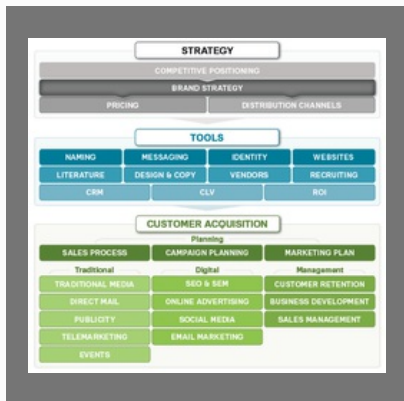 STRATEGY
COMPETITIVE POSITIONING
BRAND STRATEGY
PRICING DISTRIBUTION CHANNELS
TOOLS
NAMING MESSAGING IDENTITY WEBSITES
LITERATURE DESIGN & COPY VENDORS RECRUITING
CRM CLV ROI
CUSTOMER ACQUISITION
Planning
SALES PROCESS CAMPAIGN PLANNING MARKETING PLAN
Traditional Digital Management
TRADITIONAL MEDIA SEO & SEM CUSTOMER RETENTION
DIRECT MAIL ONLINE ADVERTISING BUSINESS DEVELOPMENT
PUBLICITY SOCIAL MEDIA SALES MANAGEMENT
TELEMARKETING EMAIL MARKETING
EVENTS